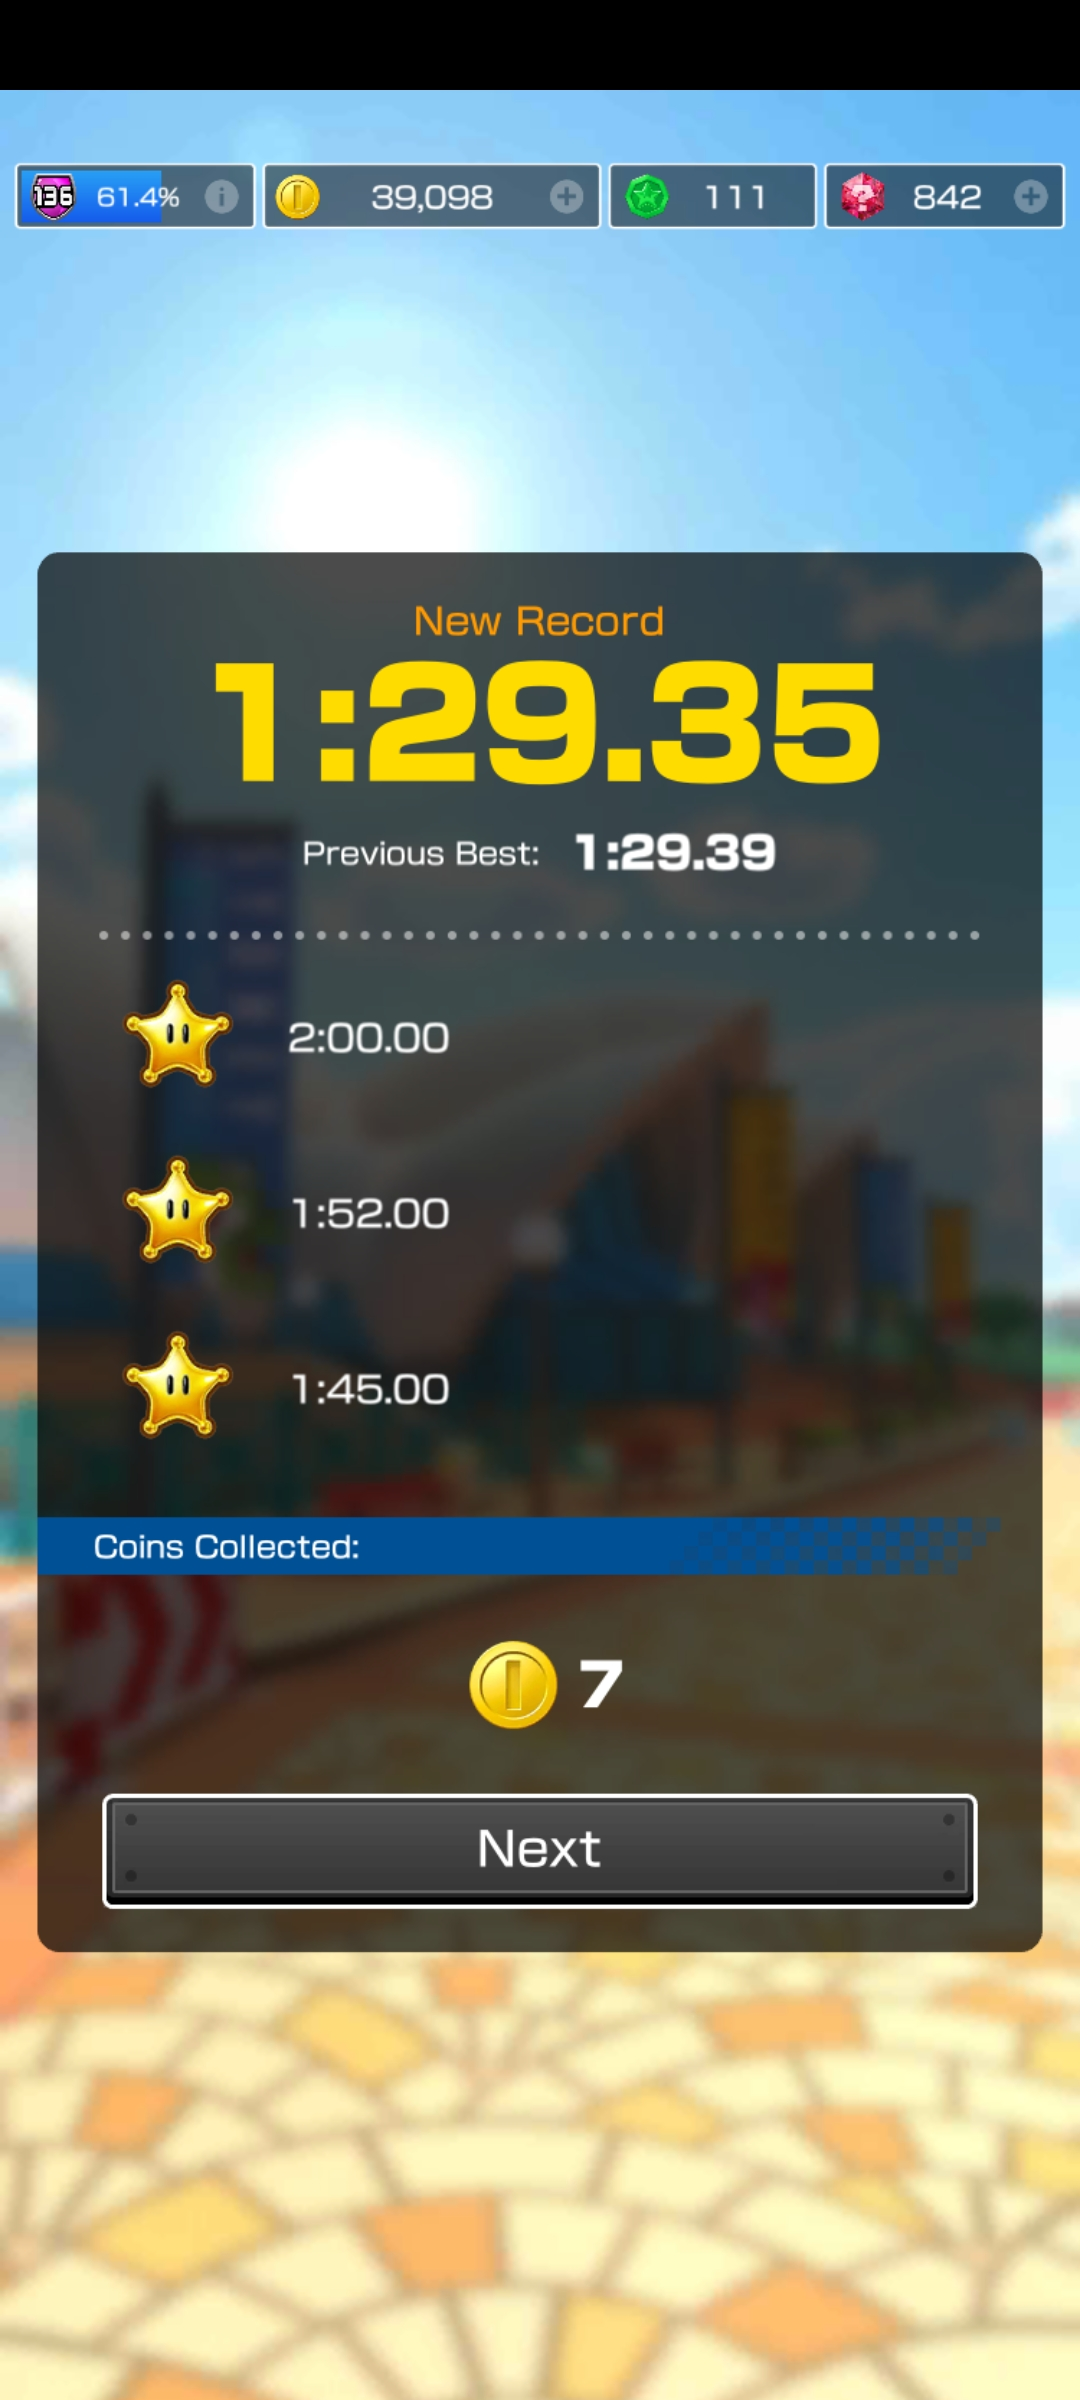 136 61.4% i 39,098 + 111 842 +
New Record
1:29.35
Previous Best: 1:29.39
2:00.00
1:52.00
1:45.00
Coins Collected:
7
Next